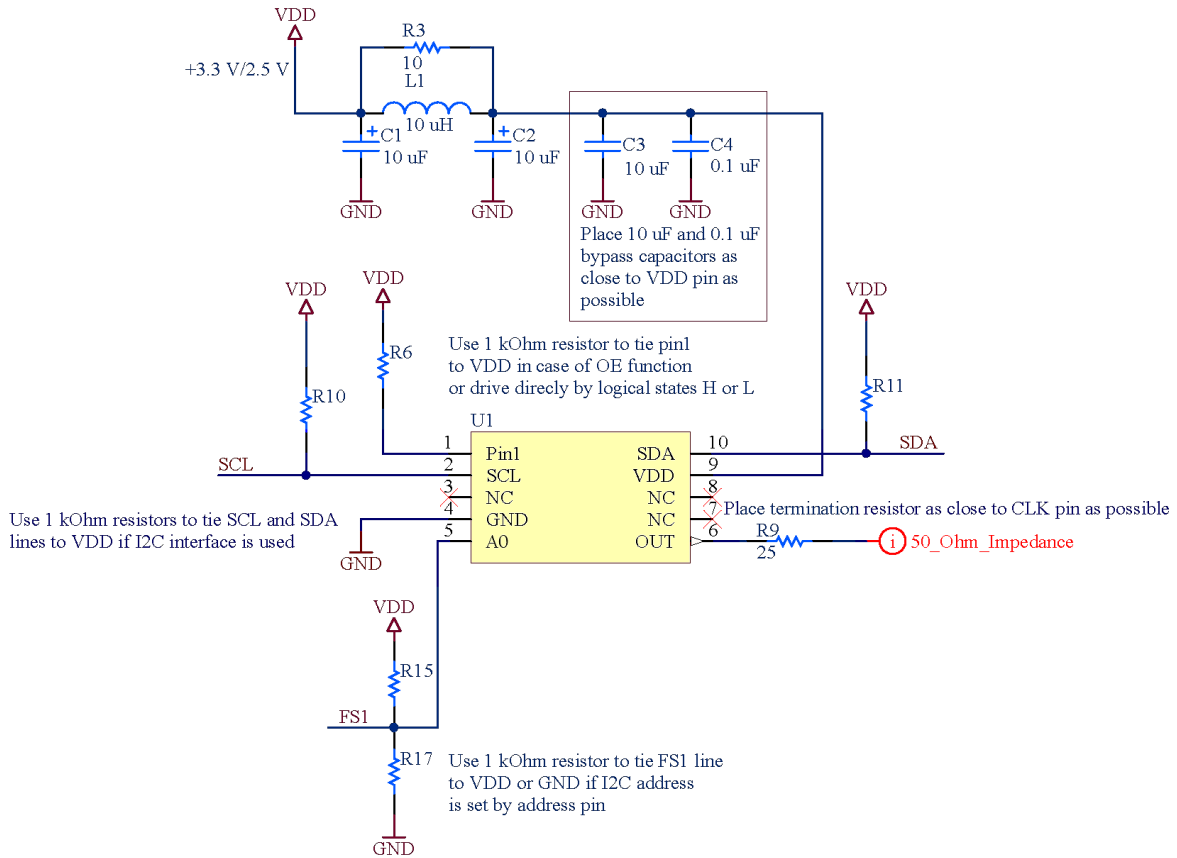 VDD
+3.3 V/2.5 V
R3
10
L1
10 uH
C1
10 uF
C2
10 uF
C3
10 uF
C4
0.1 uF
GND
GND
GND
GND
Place 10 uF and 0.1 uF
bypass capacitors as
close to VDD pin as
possible
VDD
VDD
VDD
R6
R10
R11
Use 1 kOhm resistor to tie pin1
to VDD in case of OE function
or drive direcly by logical states H or L
U1
SCL
SDA
1 Pin1
2 SCL
3 NC
4 GND
5 A0
SDA 10
VDD 9
NC 8
NC 7
OUT 6
Use 1 kOhm resistors to tie SCL and SDA
lines to VDD if I2C interface is used
GND
Place termination resistor as close to CLK pin as possible
R9
25
i 50_Ohm_Impedance
VDD
R15
FS1
R17
GND
Use 1 kOhm resistor to tie FS1 line
to VDD or GND if I2C address
is set by address pin